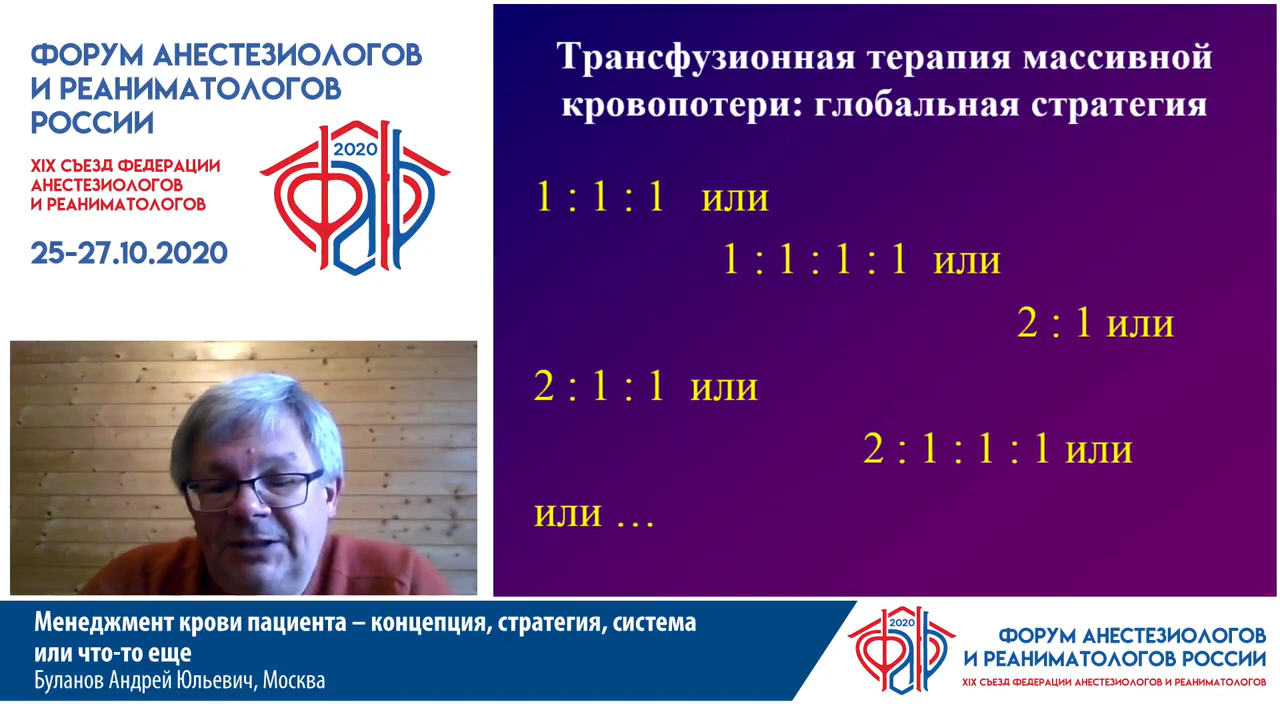 ФОРУМ АНЕСТЕЗИОЛОГОВ
И РЕАНИМАТОЛОГОВ
РОССИИ
XIX СЪЕЗД ФЕДЕРАЦИИ
АНЕСТЕЗИОЛОГОВ
И РЕАНИМАТОЛОГОВ
25-27.10.2020
2020
ФАР
Трансфузионная терапия массивной
кровопотери: глобальная стратегия
1 : 1 : 1 или
1 : 1 : 1 : 1 или
2 : 1 или
2 : 1 : 1 или
2 : 1 : 1 : 1 или
или …
Менеджмент крови пациента – концепция, стратегия, система
или что-то еще
Буланов Андрей Юльевич, Москва
2020
ФАР
ФОРУМ АНЕСТЕЗИОЛОГОВ
И РЕАНИМАТОЛОГОВ РОССИИ
XIX СЪЕЗД ФЕДЕРАЦИИ АНЕСТЕЗИОЛОГОВ И РЕАНИМАТОЛОГОВ